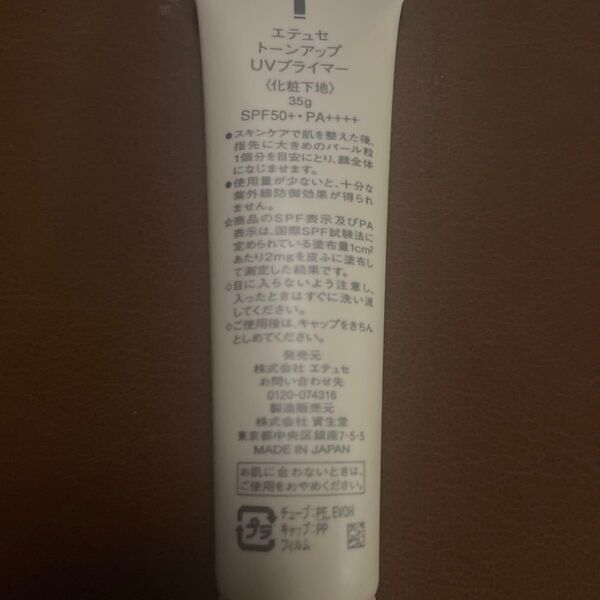 エテュセ
トーンアップ
UVプライマー
〈化粧下地〉
35g
SPF50+・PA++++
●スキンケアで肌を整えた後、
指先に大きめのパール粒
1個分を目安にとり、顔全体
になじませます。
●使用量が少ないと、十分な
紫外線防御効果が得られ
ません。
☆商品のSPF表示及びPA
表示は、国際SPF試験法に
定められている塗布量1cm²
あたり2mgを皮ふに塗布し
て測定した結果です。
◇目に入らないよう注意し、
入ったときはすぐに洗い流
してください。
◇ご使用後は、キャップをきちん
としめてください。
発売元
株式会社 エテュセ
お問い合わせ先
0120-074316
製造販売元
株式会社 資生堂
東京都中央区銀座7-5-5
MADE IN JAPAN
お肌に合わないときは、
ご使用をおやめください。
プラ
チューブ:PE, EVOH
キャップ:PP
フィルム